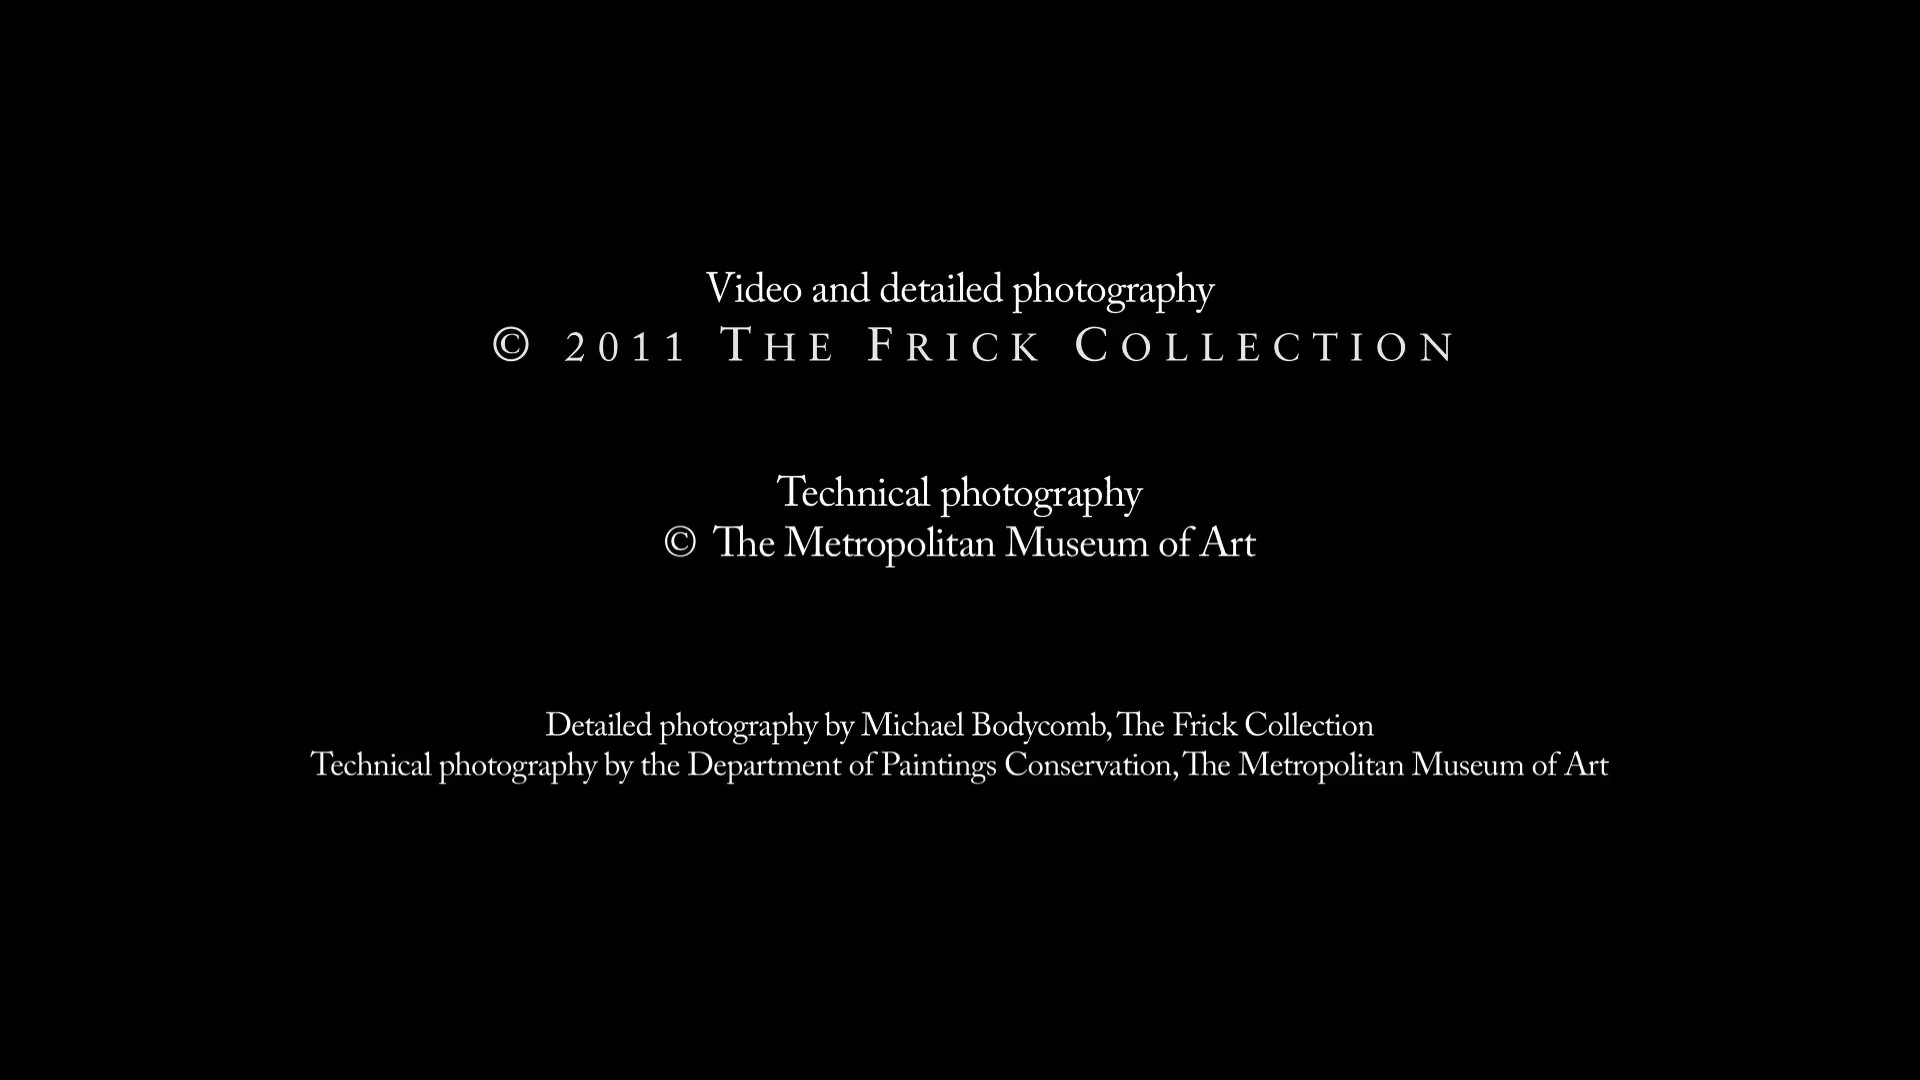 Video and detailed photography
© 2011 The Frick Collection
Technical photography
© The Metropolitan Museum of Art
Detailed photography by Michael Bodycomb, The Frick Collection
Technical photography by the Department of Paintings Conservation, The Metropolitan Museum of Art